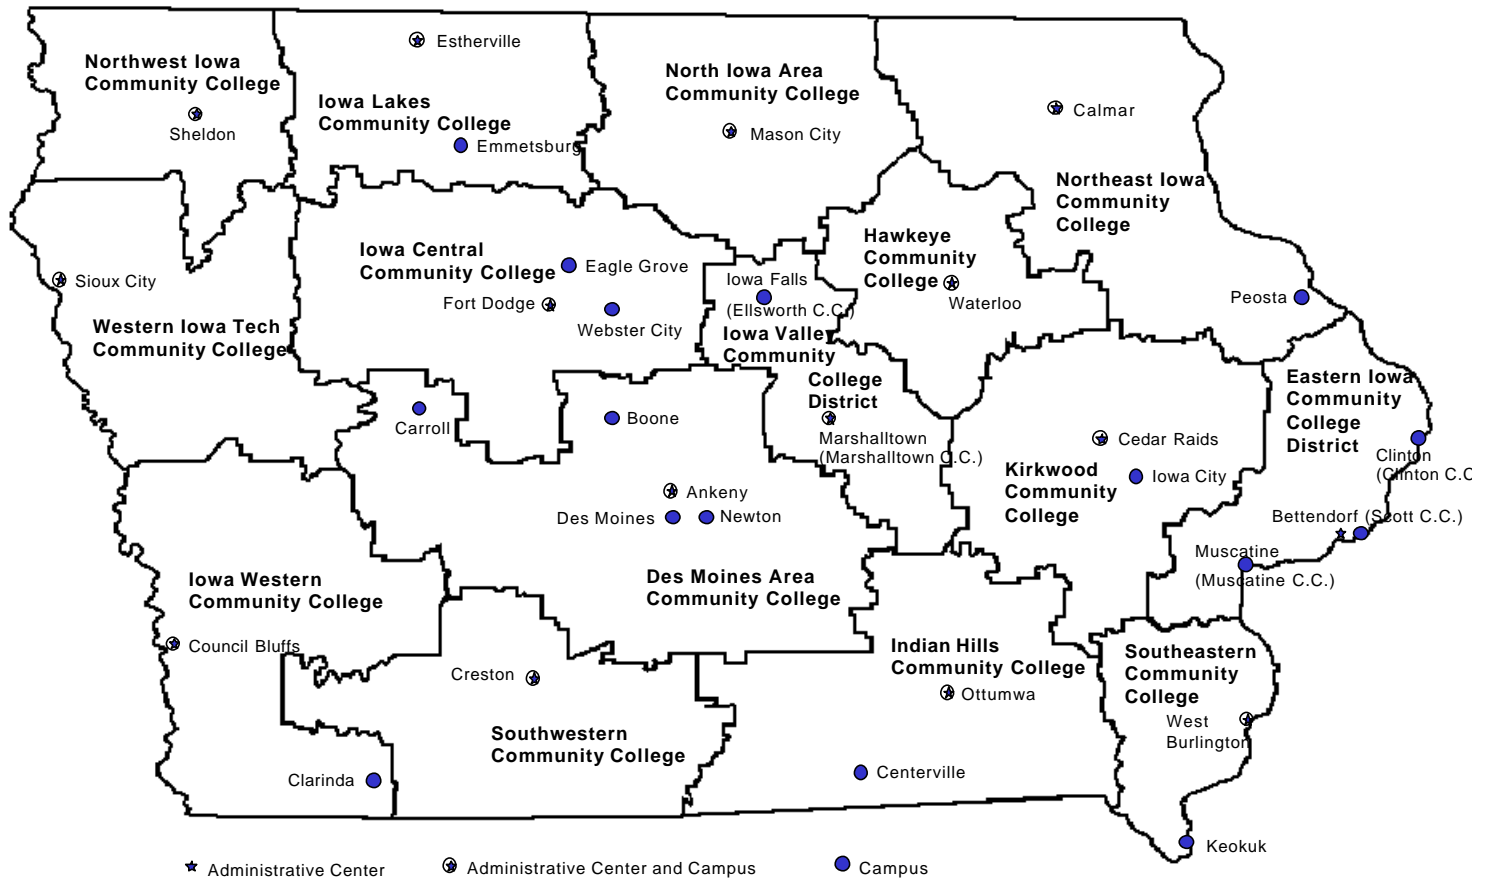 Estherville
Northwest Iowa
Community College
Sheldon
Iowa Lakes
Community College
Emmetsburg
North Iowa Area
Community College
Mason City
Calmar
Northeast Iowa
Community
College
Peosta
Sioux City
Western Iowa Tech
Community College
Iowa Central
Community College
Eagle Grove
Fort Dodge
Webster City
Iowa Falls
(Ellsworth C.C.)
Iowa Valley
Community
College
District
Marshalltown
(Marshalltown C.C.)
Hawkeye
Community
College
Waterloo
Carroll
Boone
Ankeny
Des Moines
Newton
Des Moines Area
Community College
Cedar Raids
Iowa City
Kirkwood
Community
College
Eastern Iowa
Community
College
District
Clinton
(Clinton C.C
Bettendorf (Scott C.C.)
Muscatine
(Muscatine C.C.)
Iowa Western
Community College
Council Bluffs
Clarinda
Creston
Southwestern
Community College
Indian Hills
Community College
Ottumwa
Centerville
Southeastern
Community
College
West
Burlington
Keokuk
Administrative Center
Administrative Center and Campus
Campus